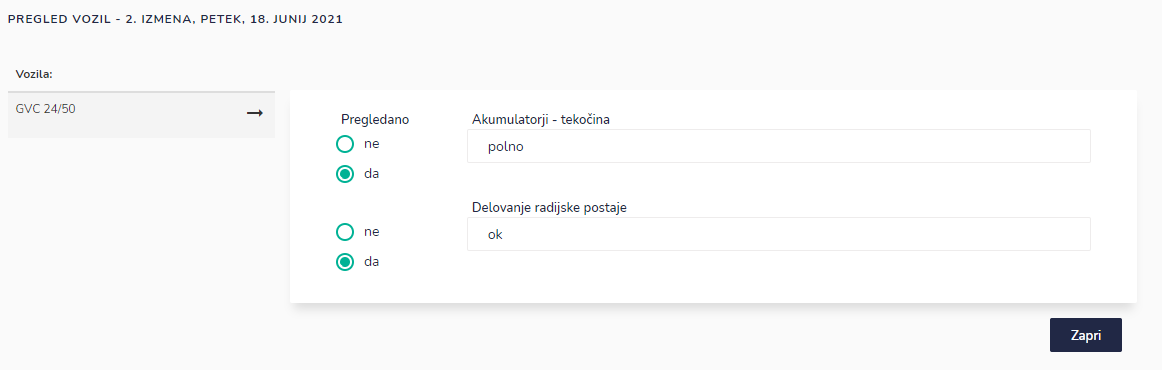 PREGLED VOZIL - 2. IZMENA, PETEK, 18. JUNIJ 2021
Vozila:
GVC 24/50
Pregledano
Akumulatorji - tekočina
ne
polno
da
Delovanje radijske postaje
ne
ok
da
Zapri